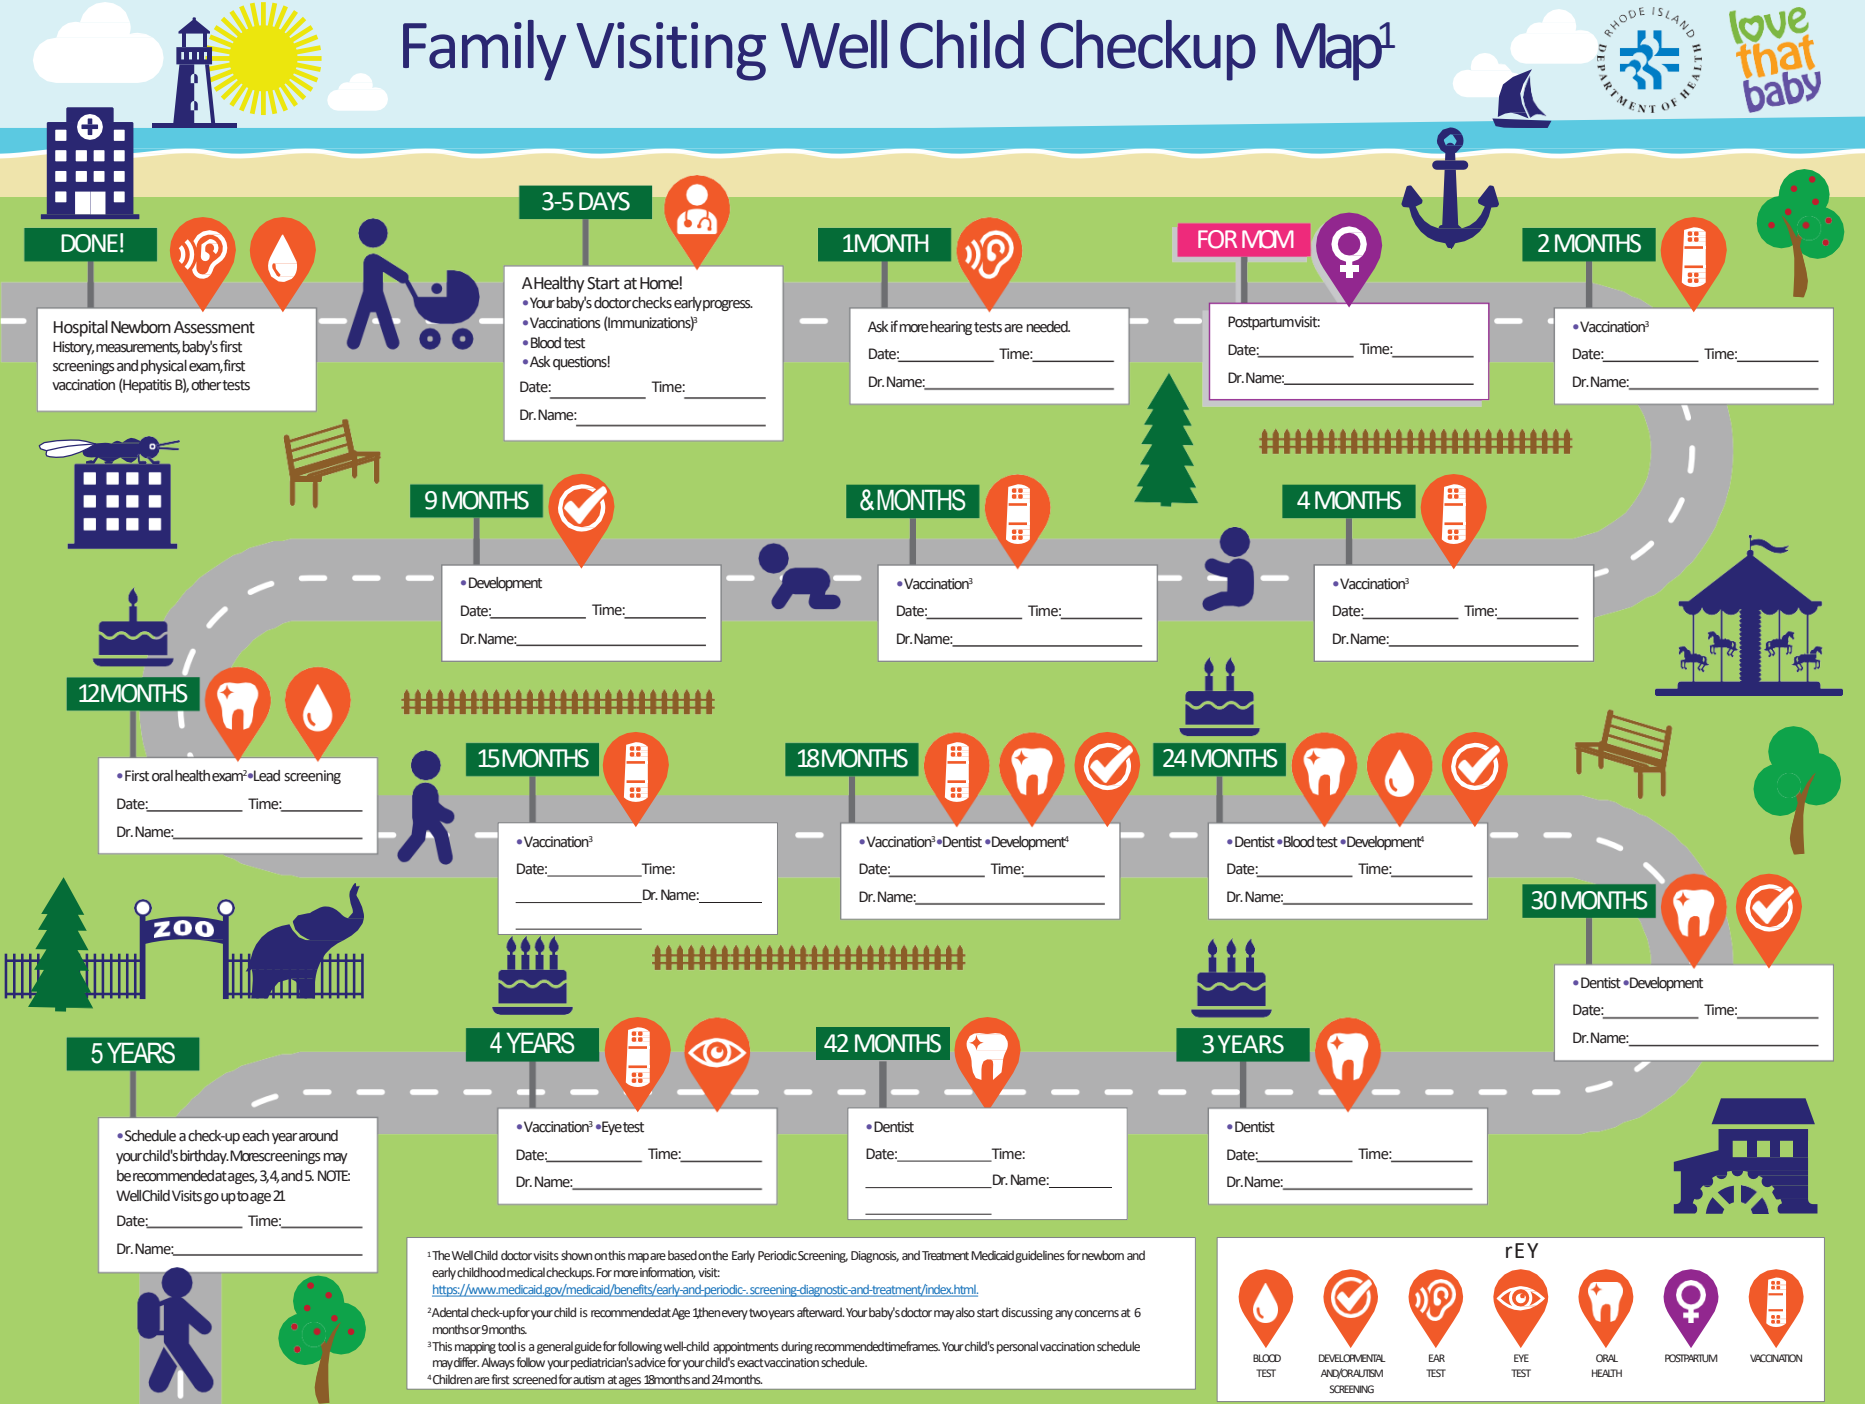 Family Visiting Well Child Checkup Map1
RHODE ISLAND
DEPARTMENT OF HEALTH
love
that
baby
DONE!
Hospital Newborn Assessment
History, measurements, baby's first
screenings and physical exam, first
vaccination (Hepatitis B), other tests
3-5 DAYS
A Healthy Start at Home!
•Your baby's doctor checks early progress.
•Vaccinations (Immunizations)3
•Blood test
•Ask questions!
Date: Time:
Dr. Name:
1 MONTH
Ask if more hearing tests are needed.
Date: Time:
Dr. Name:
FOR MOM
Postpartum visit:
Date: Time:
Dr. Name:
2 MONTHS
•Vaccination3
Date: Time:
Dr. Name:
4 MONTHS
•Vaccination3
Date: Time:
Dr. Name:
& MONTHS
•Vaccination3
Date: Time:
Dr. Name:
9 MONTHS
•Development
Date: Time:
Dr. Name:
12 MONTHS
•First oral health exam2 •Lead screening
Date: Time:
Dr. Name:
15 MONTHS
•Vaccination3
Date: Time:
Dr. Name:
18 MONTHS
•Vaccination3 •Dentist •Development4
Date: Time:
Dr. Name:
24 MONTHS
•Dentist •Blood test •Development4
Date: Time:
Dr. Name:
30 MONTHS
•Dentist •Development
Date: Time:
Dr. Name:
ZOO
3 YEARS
•Dentist
Date: Time:
Dr. Name:
42 MONTHS
•Dentist
Date: Time:
Dr. Name:
4 YEARS
•Vaccination3 •Eye test
Date: Time:
Dr. Name:
5 YEARS
•Schedule a check-up each year around
your child's birthday. More screenings may
be recommended at ages, 3, 4, and 5. NOTE:
Well Child Visits go up to age 21
Date: Time:
Dr. Name:
1 The Well Child doctor visits shown on this map are based on the Early Periodic Screening, Diagnosis, and Treatment Medicaid guidelines for newborn and
early childhood medical checkups. For more information, visit:
https://www.medicaid.gov/medicaid/benefits/early-and-periodic-. screening-diagnostic-and-treatment/index.html.
2 A dental check-up for your child is recommended at Age 1, then every two years afterward. Your baby's doctor may also start discussing any concerns at 6
months or 9 months.
3 This mapping tool is a general guide for following well-child appointments during recommended timeframes. Your child's personal vaccination schedule
may differ. Always follow your pediatrician's advice for your child's exact vaccination schedule.
4 Children are first screened for autism at ages 18 months and 24 months.
rEY
BLOOD
TEST
DEVELOPMENTAL
AND/OR AUTISM
SCREENING
EAR
TEST
EYE
TEST
ORAL
HEALTH
POSTPARTUM
VACCINATION